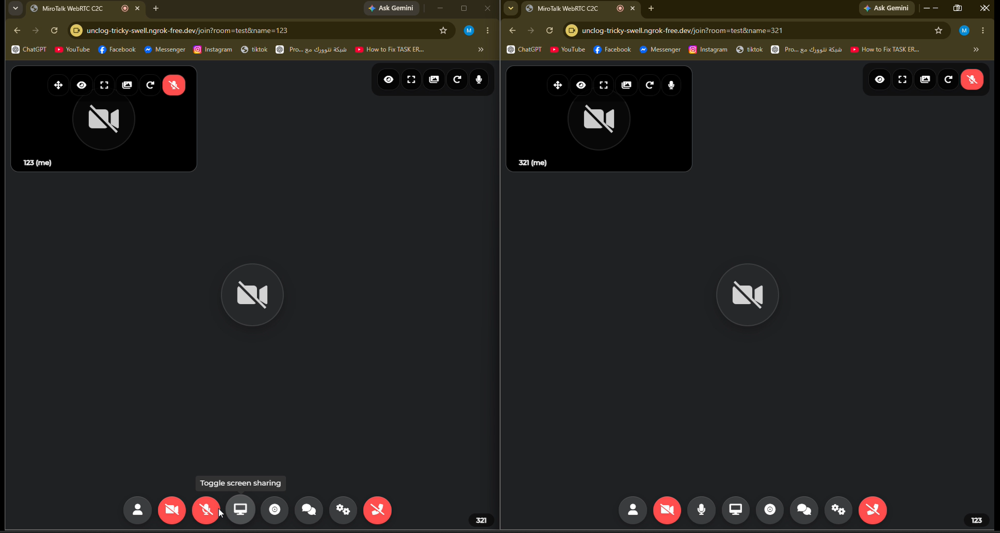 MiroTalk WebRTC C2C
Ask Gemini
unclog-tricky-swell.ngrok-free.dev/join?room=test&name=123
ChatGPT YouTube Facebook Messenger Instagram tiktok Pro... شبكة نتوورك مع How to Fix TASK ER...
123 (me)
Toggle screen sharing
321
MiroTalk WebRTC C2C
Ask Gemini
unclog-tricky-swell.ngrok-free.dev/join?room=test&name=321
ChatGPT YouTube Facebook Messenger Instagram tiktok Pro... شبكة نتوورك مع How to Fix TASK ER...
321 (me)
123